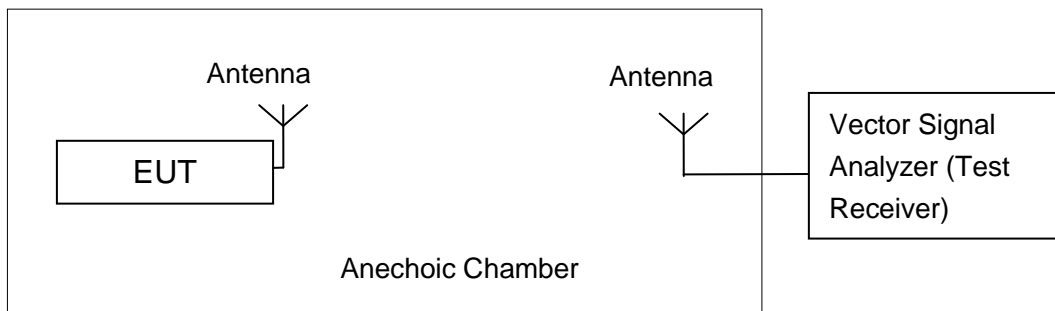 Antenna
Antenna
EUT
Vector Signal
Analyzer (Test
Receiver)
Anechoic Chamber